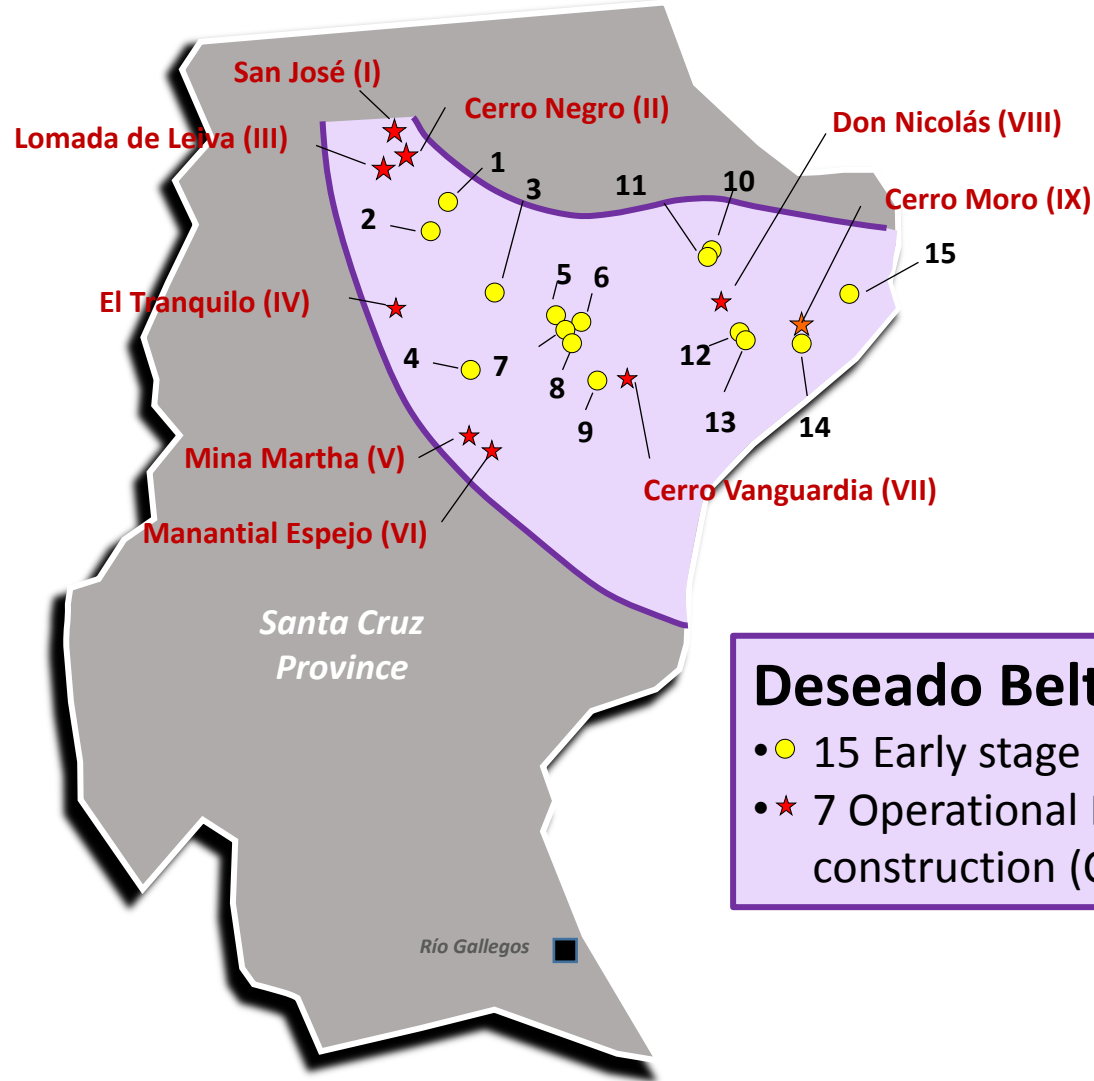 San José (I)
Cerro Negro (II)
Lomada de Leiva (III)
Don Nicolás (VIII)
1
3
11
10
Cerro Moro (IX)
2
15
5
6
El Tranquilo (IV)
4
7
12
8
13
14
9
Mina Martha (V)
Cerro Vanguardia (VII)
Manantial Espejo (VI)
Santa Cruz
Province
Deseado Belt
• 15 Early stage
• 7 Operational
construction (
Río Gallegos